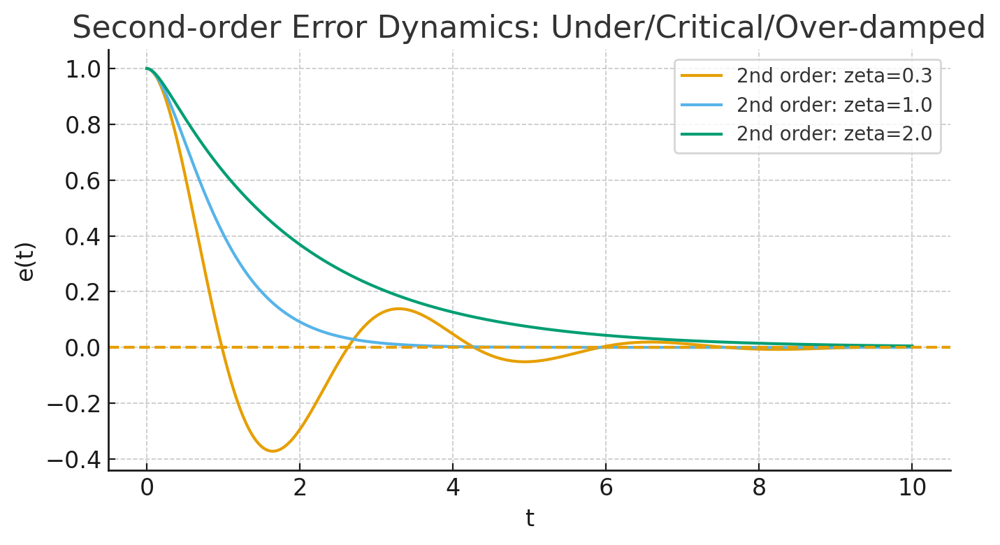 Second-order Error Dynamics: Under/Critical/Over-damped
2nd order: zeta=0.3
2nd order: zeta=1.0
2nd order: zeta=2.0
e(t)
1.0
0.8
0.6
0.4
0.2
0.0
−0.2
−0.4
0 2 4 6 8 10
t